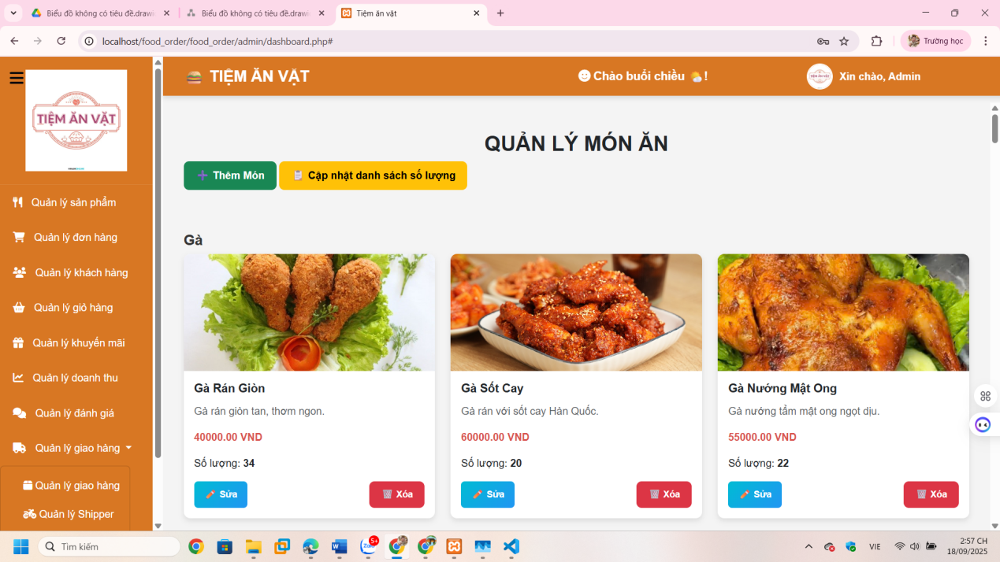 Biểu đồ không có tiêu đề.drawi
Biểu đồ không có tiêu đề.drawi
Tiệm ăn vặt
localhost/food_order/food_order/admin/dashboard.php#
Trường học
TIỆM ĂN VẶT
TIỆM ĂN VẶT
Chào buổi chiều !
Xin chào, Admin
QUẢN LÝ MÓN ĂN
Thêm Món
Cập nhật danh sách số lượng
Quản lý sản phẩm
Quản lý đơn hàng
Quản lý khách hàng
Quản lý giỏ hàng
Quản lý khuyến mãi
Quản lý doanh thu
Quản lý đánh giá
Quản lý giao hàng
Quản lý giao hàng
Quản lý Shipper
Gà
Gà Rán Giòn
Gà rán giòn tan, thơm ngon.
40000.00 VND
Số lượng: 34
Sửa
Xóa
Gà Sốt Cay
Gà rán với sốt cay Hàn Quốc.
60000.00 VND
Số lượng: 20
Sửa
Xóa
Gà Nướng Mật Ong
Gà nướng tẩm mật ong ngọt dịu.
55000.00 VND
Số lượng: 22
Sửa
Xóa
Tìm kiếm
Zalo
5+
VIE
2:57 CH
18/09/2025